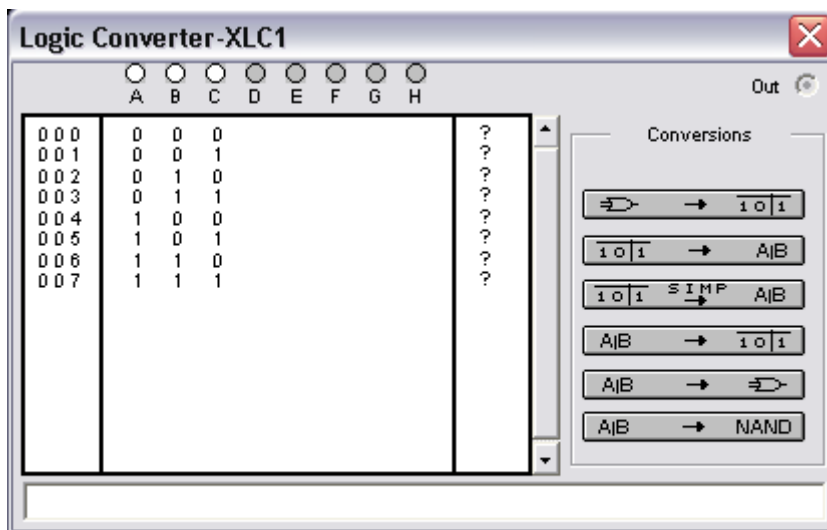 Logic Converter-XLC1
A B C D E F G H
Out
Conversions
000 0 0 0 ?
001 0 0 1 ?
002 0 1 0 ?
003 0 1 1 ?
004 1 0 0 ?
005 1 0 1 ?
006 1 1 0 ?
007 1 1 1 ?
→ 1 0|1
1 0|1 → A|B
1 0|1 SIMP → A|B
A|B → 1 0|1
A|B →
A|B → NAND